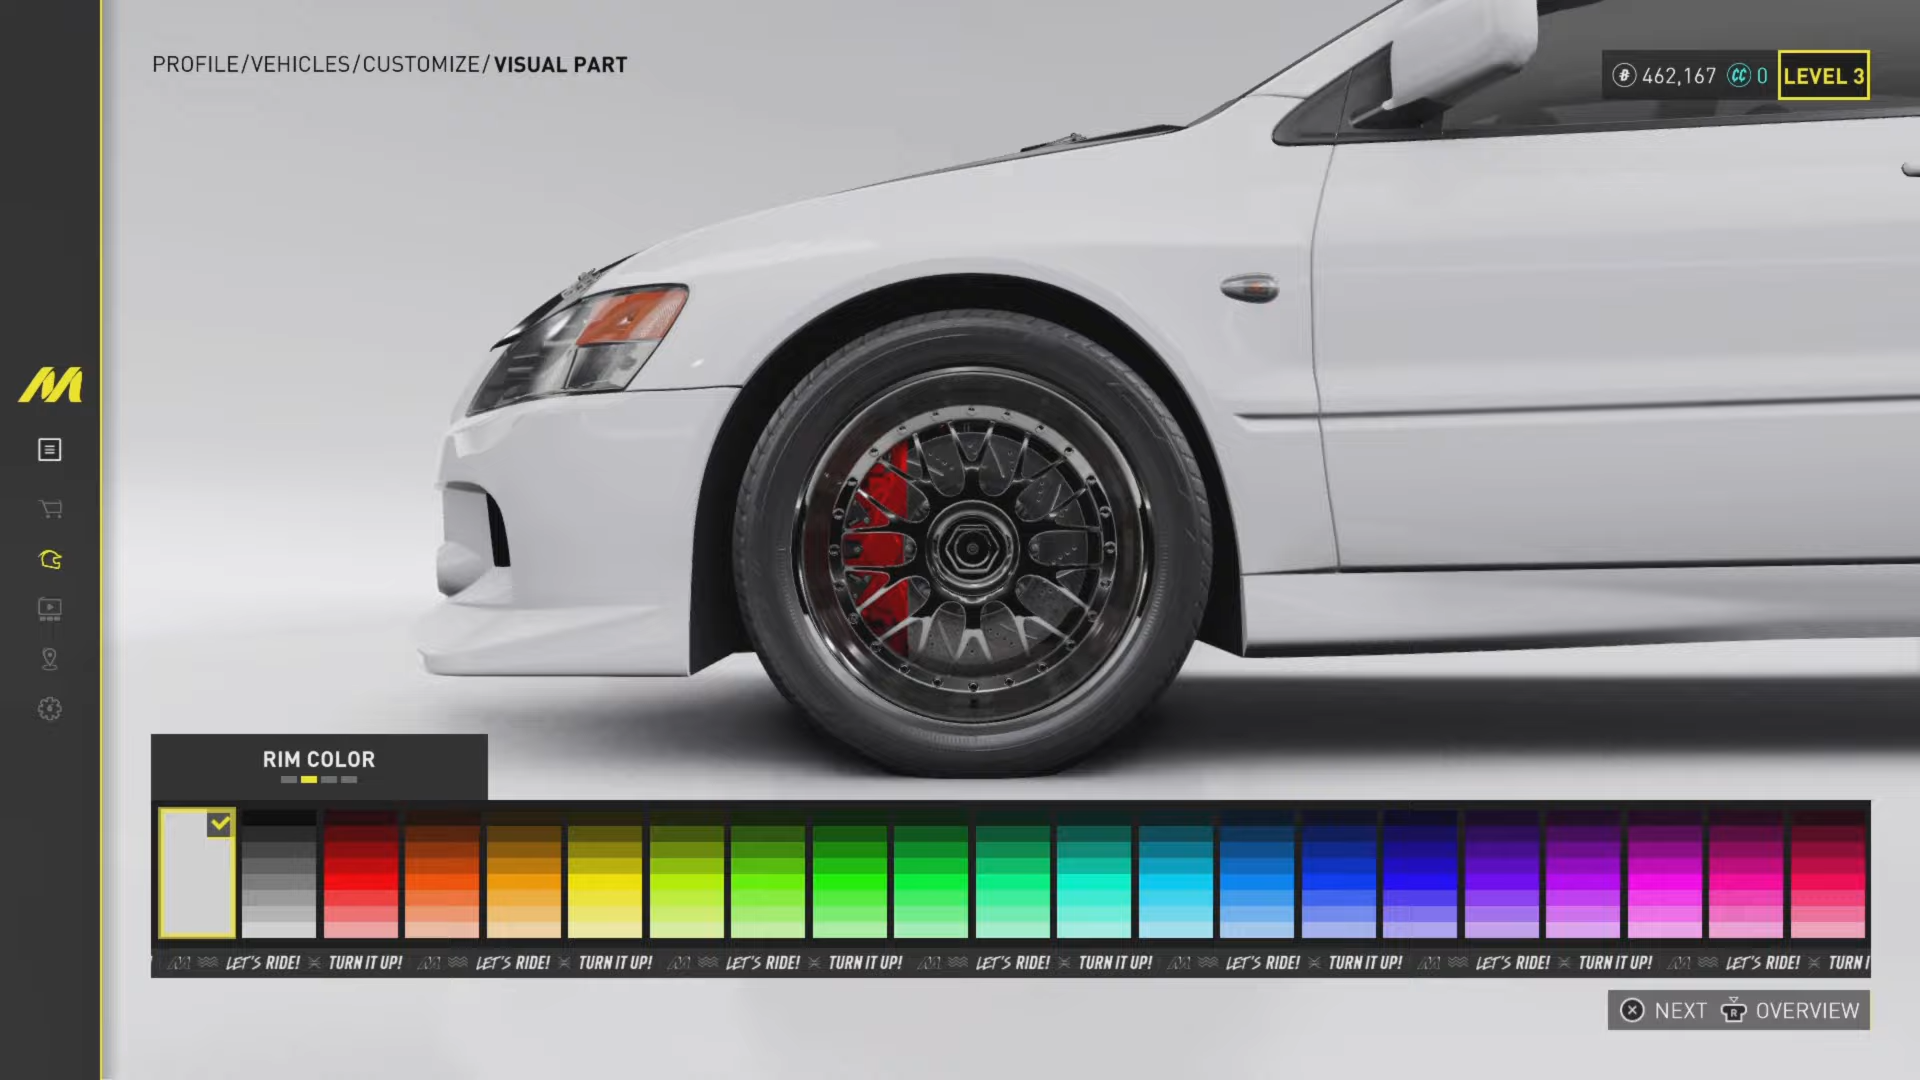 PROFILE/VEHICLES/CUSTOMIZE/VISUAL PART
462,167 CC 0 LEVEL 3
RIM COLOR
LET'S RIDE! TURN IT UP! LET'S RIDE! TURN IT UP! LET'S RIDE! TURN IT UP! LET'S RIDE! TURN IT UP! LET'S RIDE! TURN IT UP! LET'S RIDE! TURN IT UP! LET'S RIDE! TURN I
NEXT R OVERVIEW